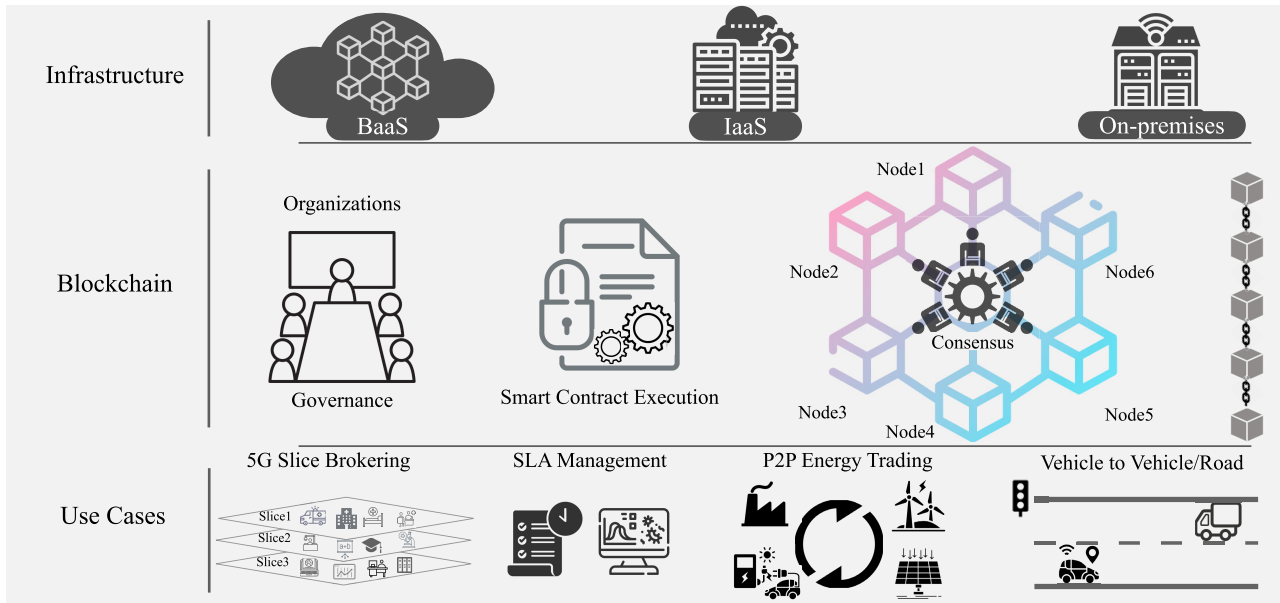 Infrastructure
BaaS
IaaS
On-premises
Blockchain
Organizations
Governance
Smart Contract Execution
Node1
Node2
Node6
Consensus
Node3
Node4
Node5
Use Cases
5G Slice Brokering
Slice1
Slice2
Slice3
SLA Management
P2P Energy Trading
Vehicle to Vehicle/Road